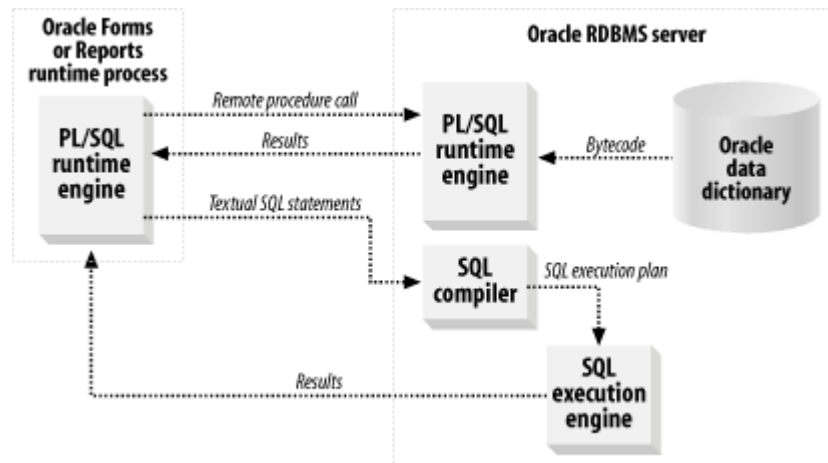 Oracle Forms
or Reports
runtime process
Oracle RDBMS server
Remote procedure call
PL/SQL
runtime
engine
Results
PL/SQL
runtime
engine
Bytecode
Oracle
data
dictionary
Textual SQL statements
SQL
compiler
SQL execution plan
SQL
execution
engine
Results